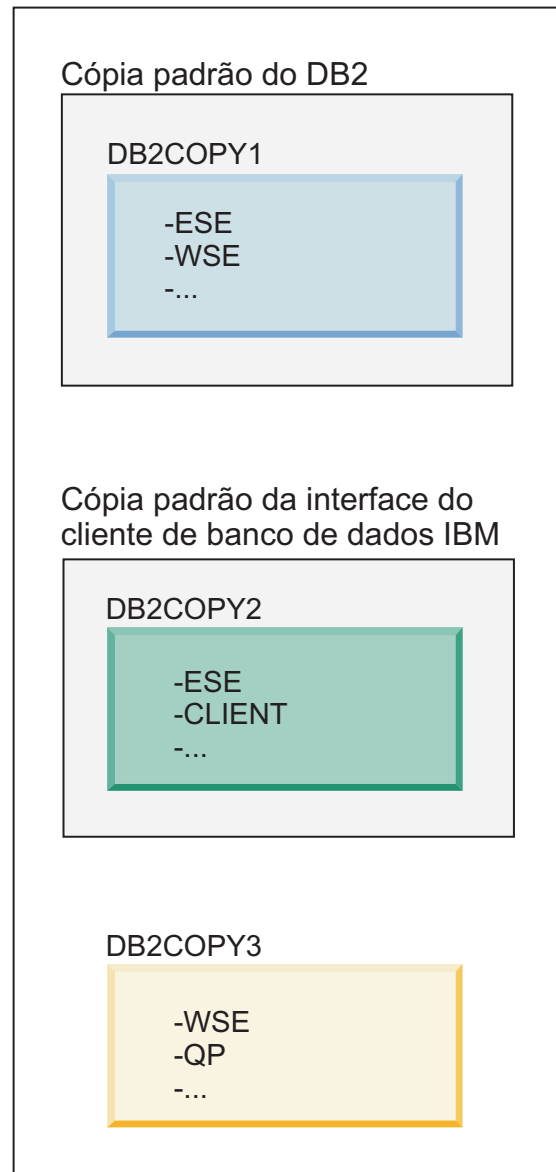 Cópia padrão do DB2
DB2COPY1
-ESE
-WSE
-...
Cópia padrão da interface do
cliente de banco de dados IBM
DB2COPY2
-ESE
-CLIENT
-...
DB2COPY3
-WSE
-QP
-...